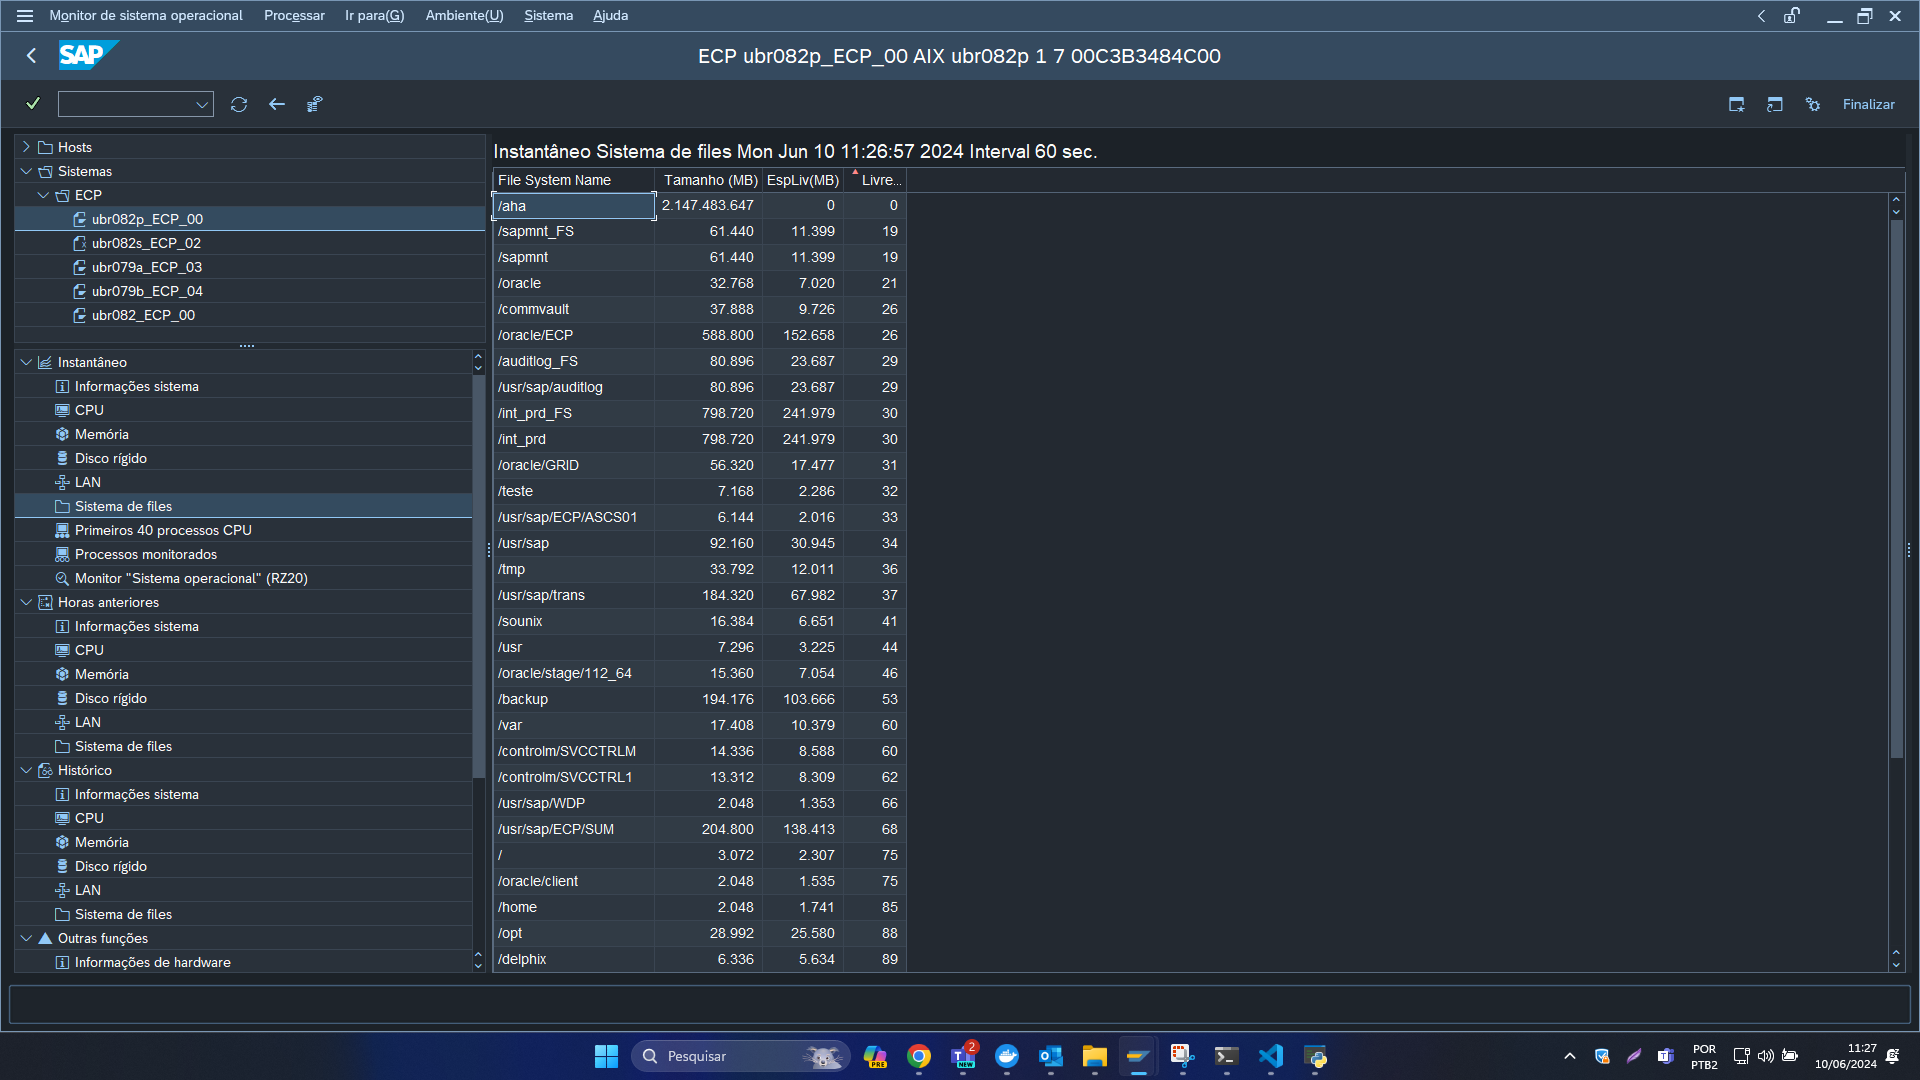 Monitor de sistema operacional Processar Ir para(G) Ambiente(U) Sistema Ajuda
SAP ECP ubr082p_ECP_00 AIX ubr082p 1 7 00C3B3484C00
Finalizar
Hosts
Sistemas
ECP
ubr082p_ECP_00
ubr082s_ECP_02
ubr079a_ECP_03
ubr079b_ECP_04
ubr082_ECP_00
Instantâneo
Informações sistema
CPU
Memória
Disco rígido
LAN
Sistema de files
Primeiros 40 processos CPU
Processos monitorados
Monitor "Sistema operacional" (RZ20)
Horas anteriores
Informações sistema
CPU
Memória
Disco rígido
LAN
Sistema de files
Histórico
Informações sistema
CPU
Memória
Disco rígido
LAN
Sistema de files
Outras funções
Informações de hardware
Instantâneo Sistema de files Mon Jun 10 11:26:57 2024 Interval 60 sec.
File System Name Tamanho (MB) EspLiv(MB) Livre...
/aha 2.147.483.647 0 0
/sapmnt_FS 61.440 11.399 19
/sapmnt 61.440 11.399 19
/oracle 32.768 7.020 21
/commvault 37.888 9.726 26
/oracle/ECP 588.800 152.658 26
/auditlog_FS 80.896 23.687 29
/usr/sap/auditlog 80.896 23.687 29
/int_prd_FS 798.720 241.979 30
/int_prd 798.720 241.979 30
/oracle/GRID 56.320 17.477 31
/teste 7.168 2.286 32
/usr/sap/ECP/ASCS01 6.144 2.016 33
/usr/sap 92.160 30.945 34
/tmp 33.792 12.011 36
/usr/sap/trans 184.320 67.982 37
/sounix 16.384 6.651 41
/usr 7.296 3.225 44
/oracle/stage/112_64 15.360 7.054 46
/backup 194.176 103.666 53
/var 17.408 10.379 60
/controlm/SVCCTRLM 14.336 8.588 60
/controlm/SVCCTRL1 13.312 8.309 62
/usr/sap/WDP 2.048 1.353 66
/usr/sap/ECP/SUM 204.800 138.413 68
/ 3.072 2.307 75
/oracle/client 2.048 1.535 75
/home 2.048 1.741 85
/opt 28.992 25.580 88
/delphix 6.336 5.634 89
Pesquisar
PRE
2
NEW
POR
PTB2
11:27
10/06/2024